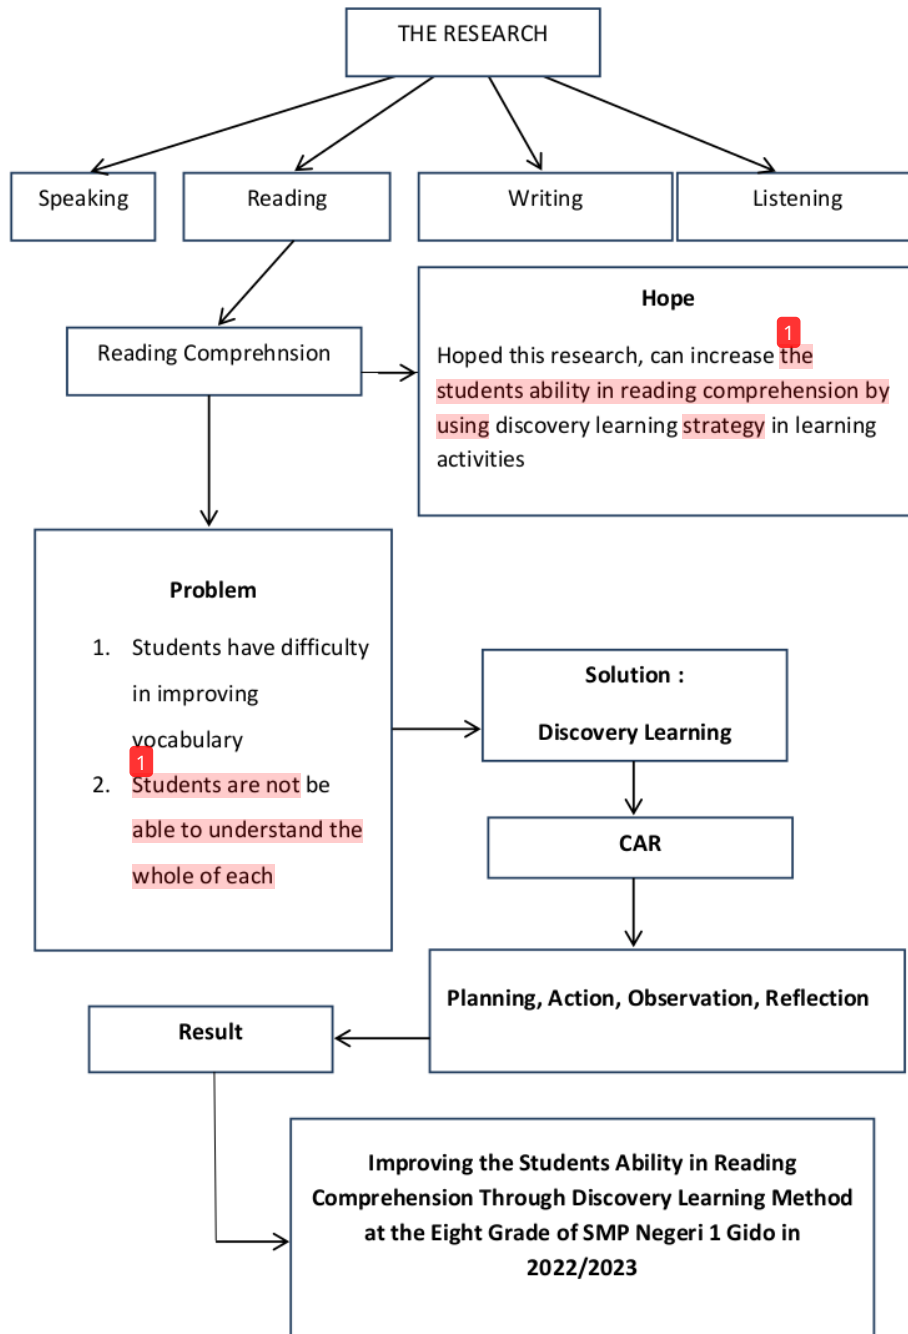 THE RESEARCH
Speaking
Reading
Writing
Listening
Hope
1
Hoped this research, can increase the
students ability in reading comprehension by
using discovery learning strategy in learning
activities
Reading Comprehnsion
Problem
1. Students have difficulty
in improving
vocabulary
1
2. Students are not be
able to understand the
whole of each
Solution :
Discovery Learning
CAR
Planning, Action, Observation, Reflection
Result
Improving the Students Ability in Reading
Comprehension Through Discovery Learning Method
at the Eight Grade of SMP Negeri 1 Gido in
2022/2023